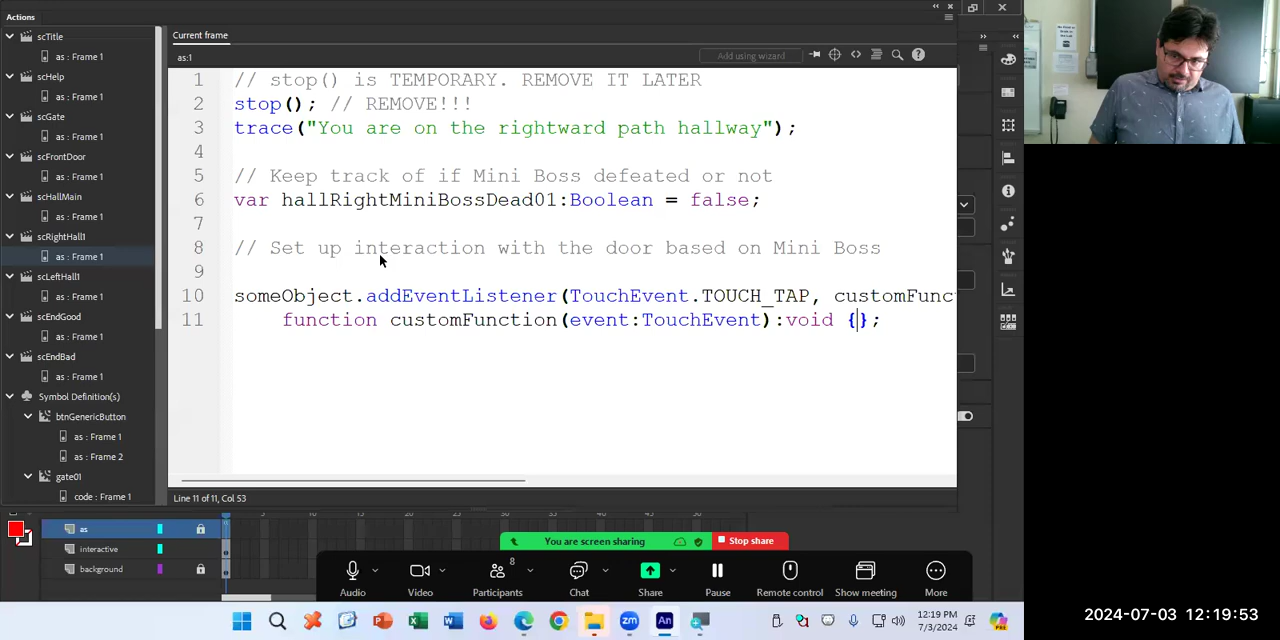 Actions
scTitle
as : Frame 1
scHelp
as : Frame 1
scGate
as : Frame 1
scFrontDoor
as : Frame 1
scHallMain
as : Frame 1
scRightHall1
as : Frame 1
scLeftHall1
as : Frame 1
scEndGood
as : Frame 1
scEndBad
as : Frame 1
Symbol Definition(s)
btnGenericButton
as : Frame 1
as : Frame 2
gate01
code : Frame 1
Current frame
as:1
Add using wizard
1 // stop() is TEMPORARY. REMOVE IT LATER
2 stop(); // REMOVE!!!
3 trace("You are on the rightward path hallway");
4
5 // Keep track of if Mini Boss defeated or not
6 var hallRightMiniBossDead01:Boolean = false;
7
8 // Set up interaction with the door based on Mini Boss
9
10 someObject.addEventListener(TouchEvent.TOUCH_TAP, customFunc
11 function customFunction(event:TouchEvent):void {};
Line 11 of 11, Col 53
as
interactive
background
You are screen sharing
Stop share
8
Audio
Video
Participants
Chat
Share
Pause
Remote control
Show meeting
More
12:19 PM
7/3/2024
2024-07-03 12:19:53